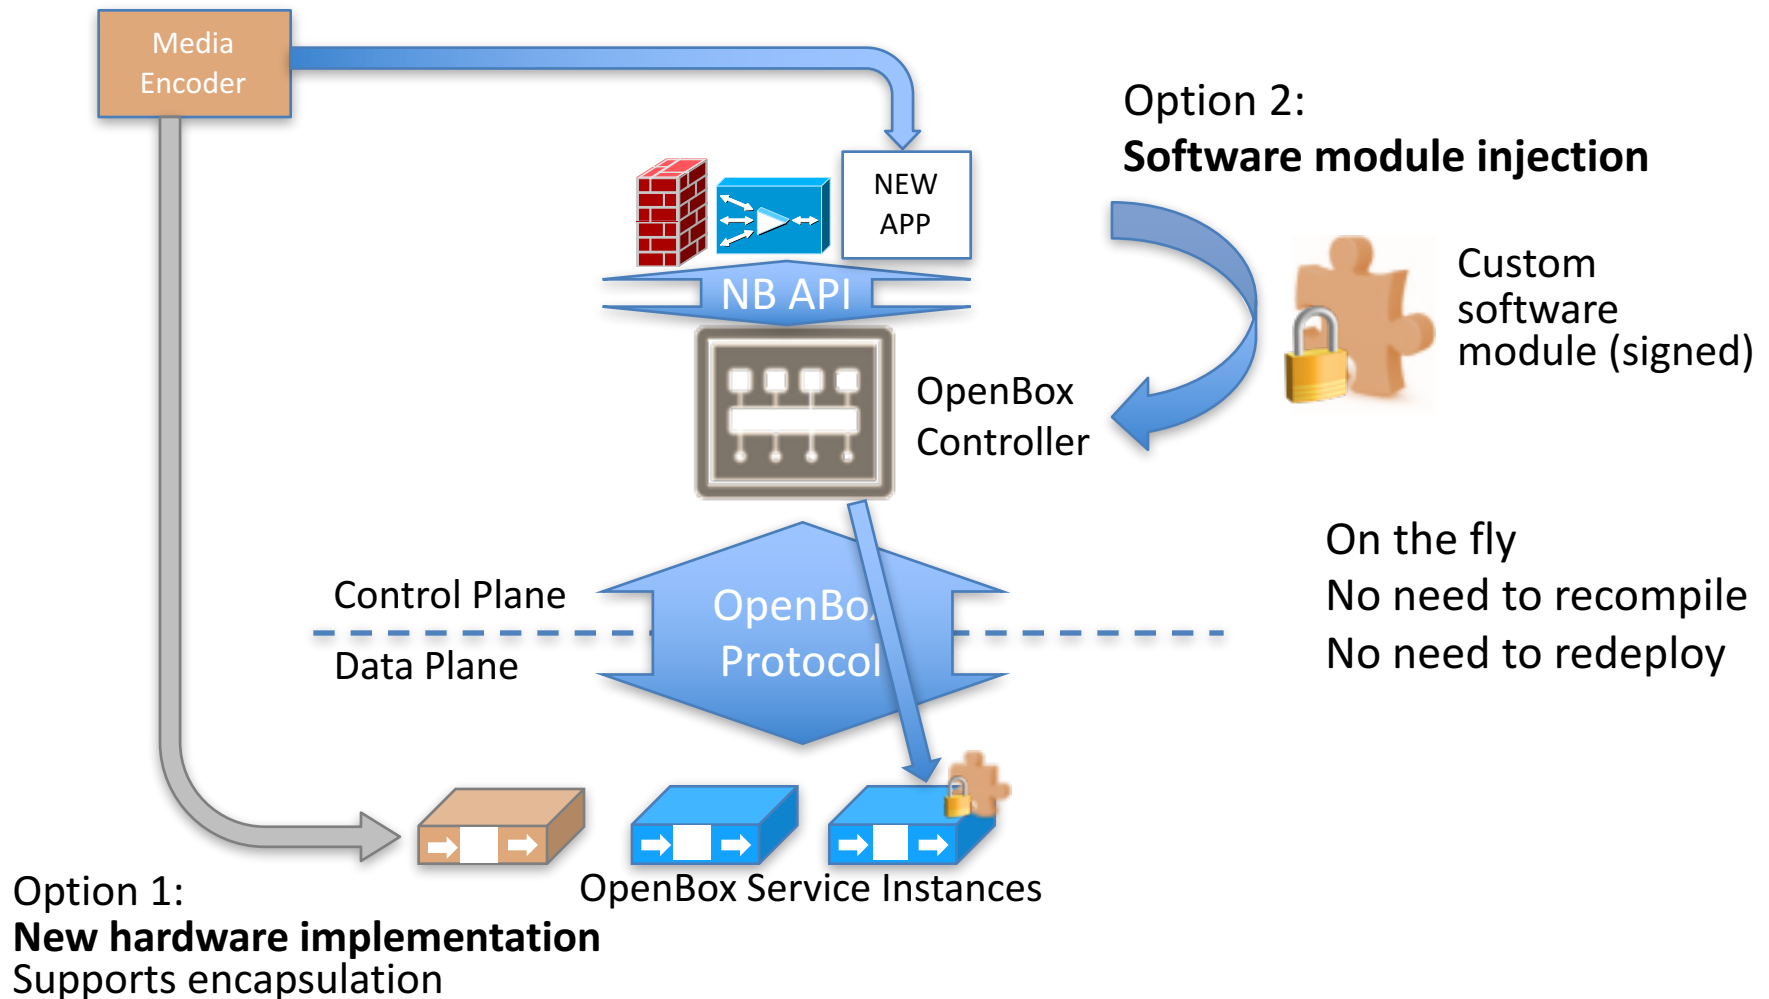 Media
Encoder
Option 2:
Software module injection
NEW
APP
NB API
Custom
software
module (signed)
OpenBox
Controller
On the fly
No need to recompile
No need to redeploy
Control Plane
OpenBox
Protocol
Data Plane
OpenBox Service Instances
Option 1:
New hardware implementation
Supports encapsulation